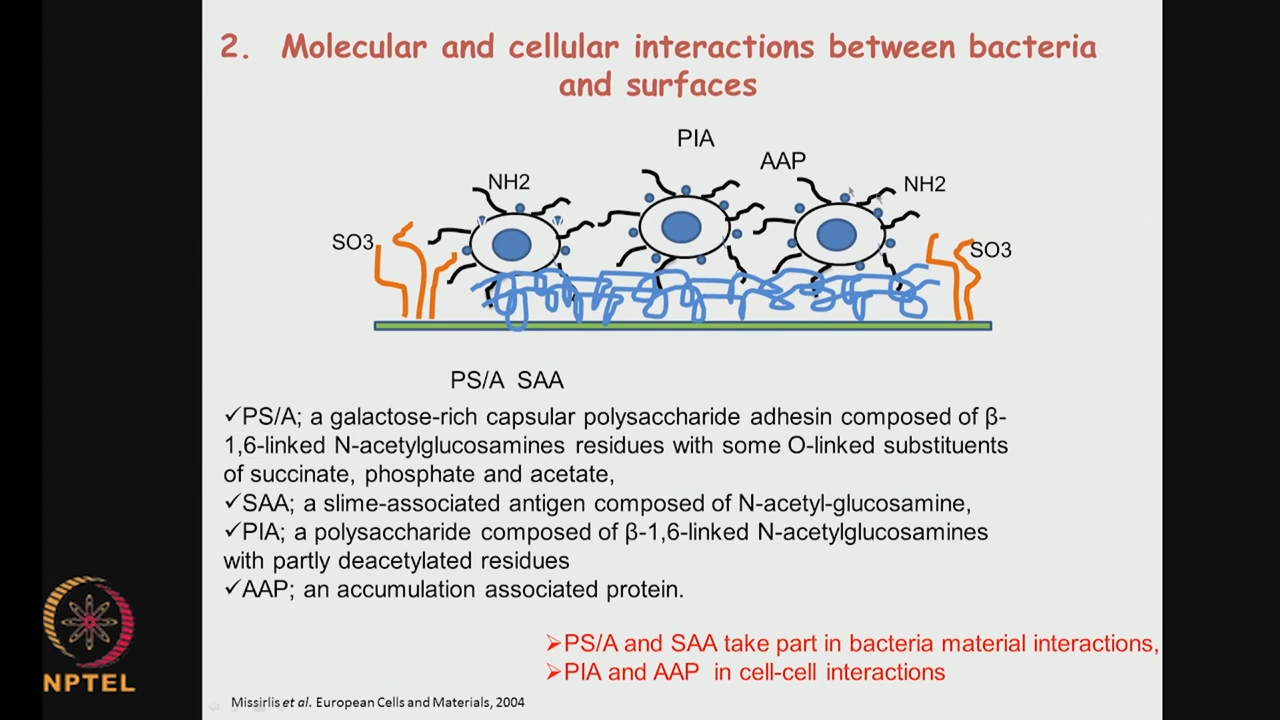 2. Molecular and cellular interactions between bacteria
and surfaces
PIA
AAP
NH2
NH2
SO3
SO3
PS/A SAA
✓PS/A; a galactose-rich capsular polysaccharide adhesin composed of β-
1,6-linked N-acetylglucosamines residues with some O-linked substituents
of succinate, phosphate and acetate,
✓SAA; a slime-associated antigen composed of N-acetyl-glucosamine,
✓PIA; a polysaccharide composed of β-1,6-linked N-acetylglucosamines
with partly deacetylated residues
✓AAP; an accumulation associated protein.
➢PS/A and SAA take part in bacteria material interactions,
➢PIA and AAP in cell-cell interactions
NPTEL
Missirlis et al. European Cells and Materials, 2004